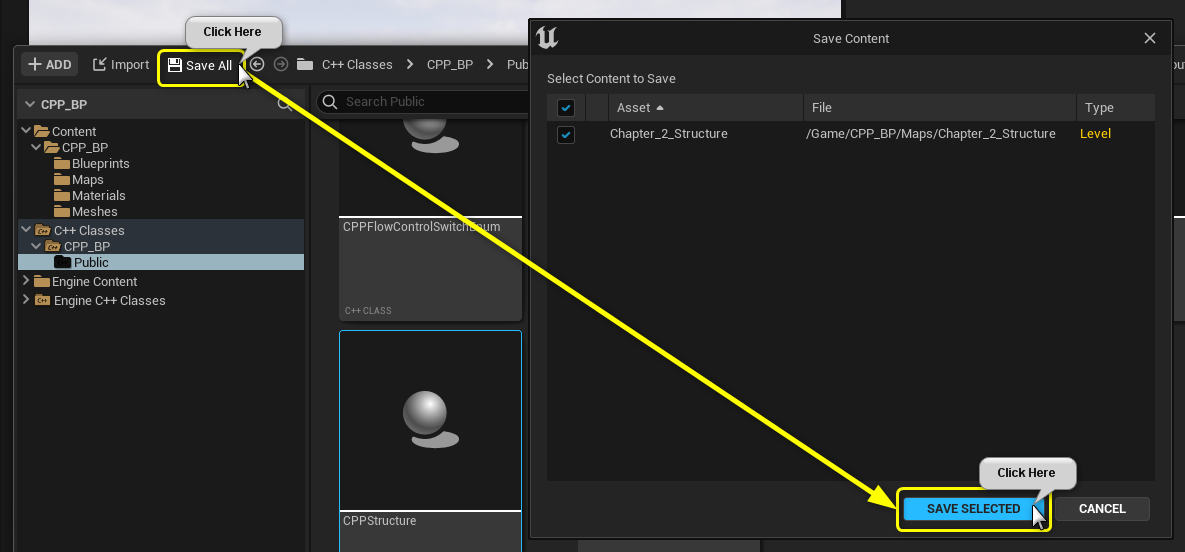 Click Here
ADD
Import
Save All
C++ Classes
CPP_BP
CPP_BP
Search Public
Content
CPP_BP
Blueprints
Maps
Materials
Meshes
C++ Classes
CPP_BP
Public
Engine Content
Engine C++ Classes
CPPFlowControlSwitchEnum
C++ CLASS
CPPStructure
Save Content
Select Content to Save
Asset File Type
Chapter_2_Structure /Game/CPP_BP/Maps/Chapter_2_Structure Level
Click Here
SAVE SELECTED CANCEL